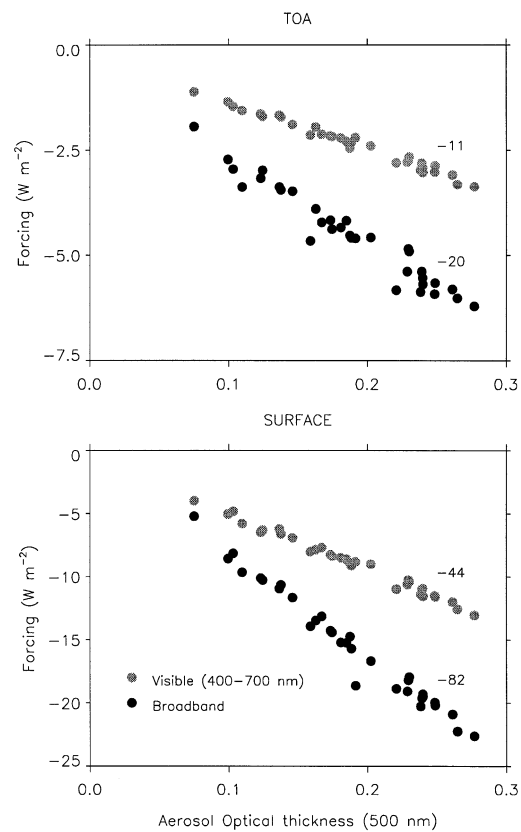 TOA
0.0
−2.5
−5.0
−7.5
Forcing (W m⁻²)
−11
−20
0.0 0.1 0.2 0.3
SURFACE
0
−5
−10
−15
−20
−25
Forcing (W m⁻²)
−44
−82
Visible (400−700 nm)
Broadband
0.0 0.1 0.2 0.3
Aerosol Optical thickness (500 nm)